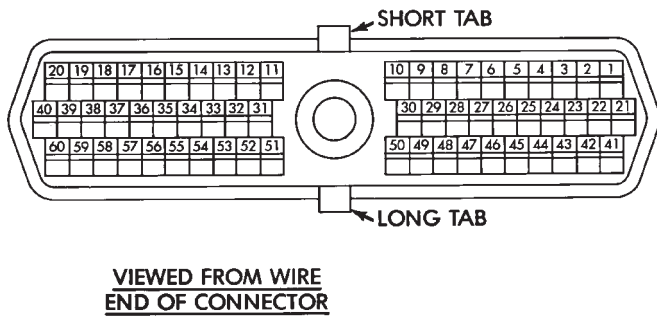 SHORT TAB
20 19 18 17 16 15 14 13 12 11 10 9 8 7 6 5 4 3 2 1
40 39 38 37 36 35 34 33 32 31 30 29 28 27 26 25 24 23 22 21
60 59 58 57 56 55 54 53 52 51 50 49 48 47 46 45 44 43 42 41
LONG TAB
VIEWED FROM WIRE
END OF CONNECTOR